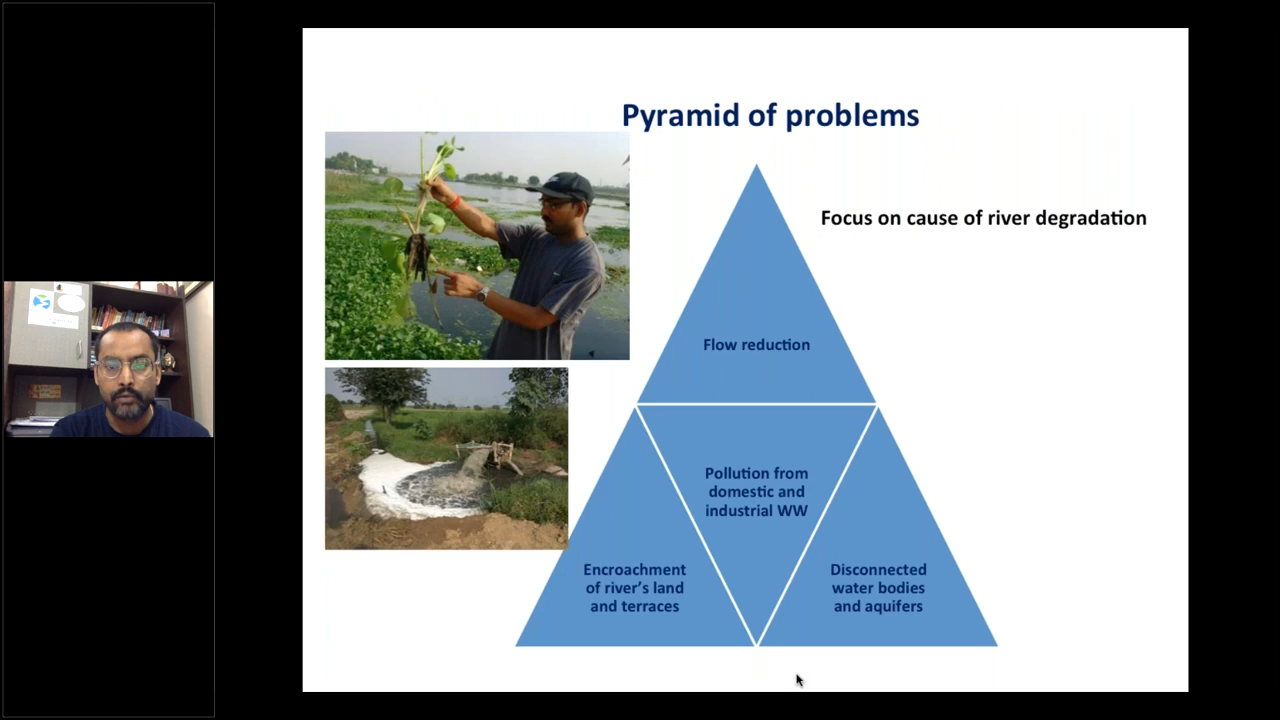 Pyramid of problems
Focus on cause of river degradation
Flow reduction
Pollution from
domestic and
industrial WW
Encroachment
of river's land
and terraces
Disconnected
water bodies
and aquifers